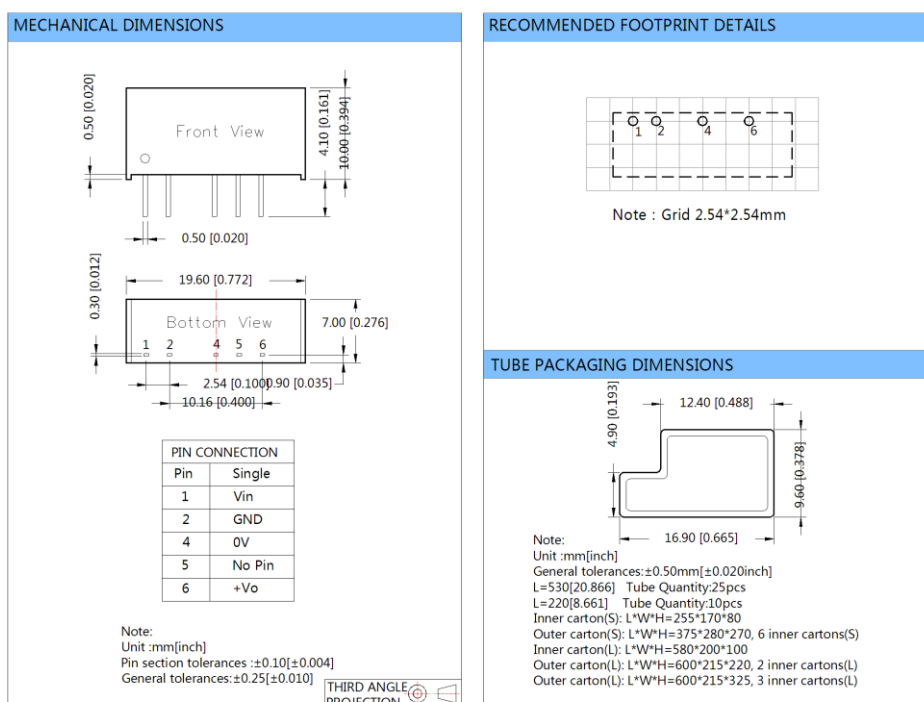 MECHANICAL DIMENSIONS
0.50 [0.020]
Front View
4.10 [0.161]
10.00 [0.394]
0.50 [0.020]
0.30 [0.012]
19.60 [0.772]
Bottom View
7.00 [0.276]
1 2 4 5 6
2.54 [0.100]
0.90 [0.035]
10.16 [0.400]
PIN CONNECTION
Pin Single
1 Vin
2 GND
4 0V
5 No Pin
6 +Vo
Note:
Unit :mm[inch]
Pin section tolerances :±0.10[±0.004]
General tolerances:±0.25[±0.010]
THIRD ANGLE
PROJECTION
RECOMMENDED FOOTPRINT DETAILS
1 2 4 6
Note : Grid 2.54*2.54mm
TUBE PACKAGING DIMENSIONS
4.90 [0.193]
12.40 [0.488]
9.60 [0.378]
16.90 [0.665]
Note:
Unit :mm[inch]
General tolerances:±0.50mm[±0.020inch]
L=530[20.866] Tube Quantity:25pcs
L=220[8.661] Tube Quantity:10pcs
Inner carton(S): L*W*H=255*170*80
Outer carton(S): L*W*H=375*280*270, 6 inner cartons(S)
Inner carton(L): L*W*H=580*200*100
Outer carton(L): L*W*H=600*215*220, 2 inner cartons(L)
Outer carton(L): L*W*H=600*215*325, 3 inner cartons(L)